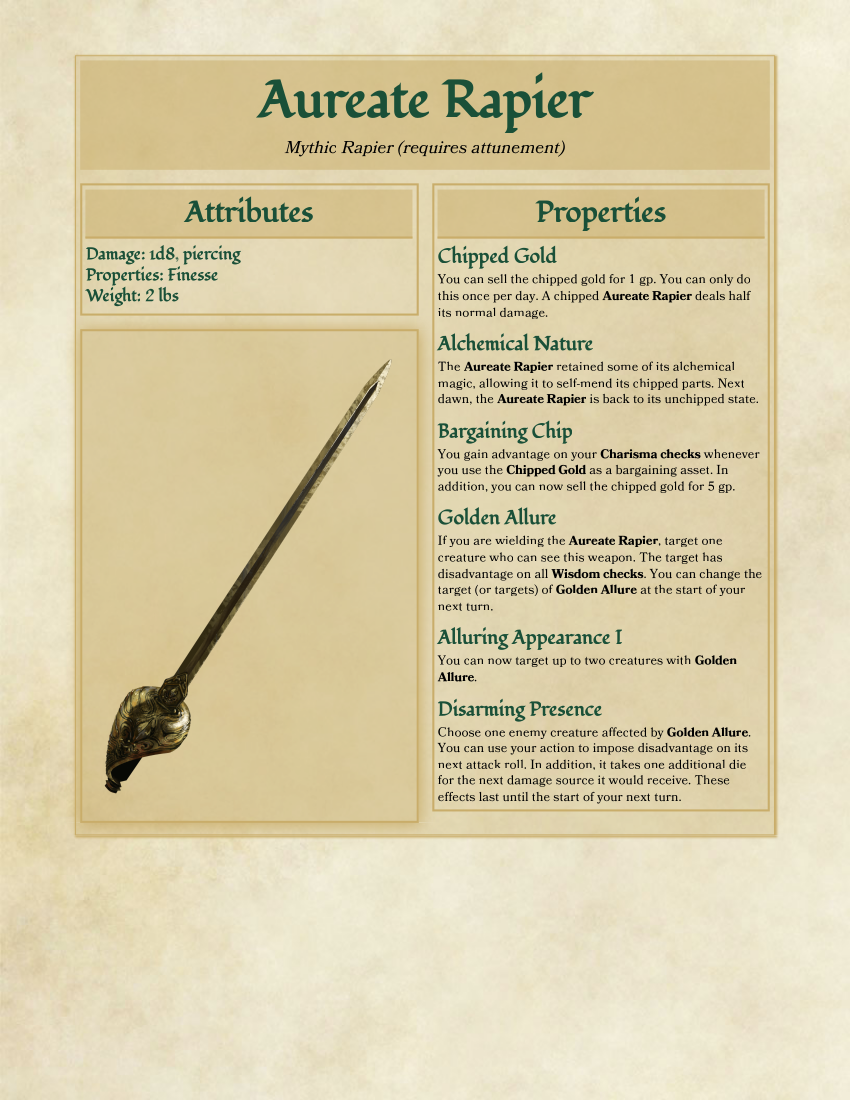 Aureate Rapier
Mythic Rapier (requires attunement)
Attributes
Damage: 1d8, piercing
Properties: Finesse
Weight: 2 lbs
Properties
Chipped Gold
You can sell the chipped gold for 1 gp. You can only do
this once per day. A chipped Aureate Rapier deals half
its normal damage.
Alchemical Nature
The Aureate Rapier retained some of its alchemical
magic, allowing it to self-mend its chipped parts. Next
dawn, the Aureate Rapier is back to its unchipped state.
Bargaining Chip
You gain advantage on your Charisma checks whenever
you use the Chipped Gold as a bargaining asset. In
addition, you can now sell the chipped gold for 5 gp.
Golden Allure
If you are wielding the Aureate Rapier, target one
creature who can see this weapon. The target has
disadvantage on all Wisdom checks. You can change the
target (or targets) of Golden Allure at the start of your
next turn.
Alluring Appearance I
You can now target up to two creatures with Golden
Allure.
Disarming Presence
Choose one enemy creature affected by Golden Allure.
You can use your action to impose disadvantage on its
next attack roll. In addition, it takes one additional die
for the next damage source it would receive. These
effects last until the start of your next turn.